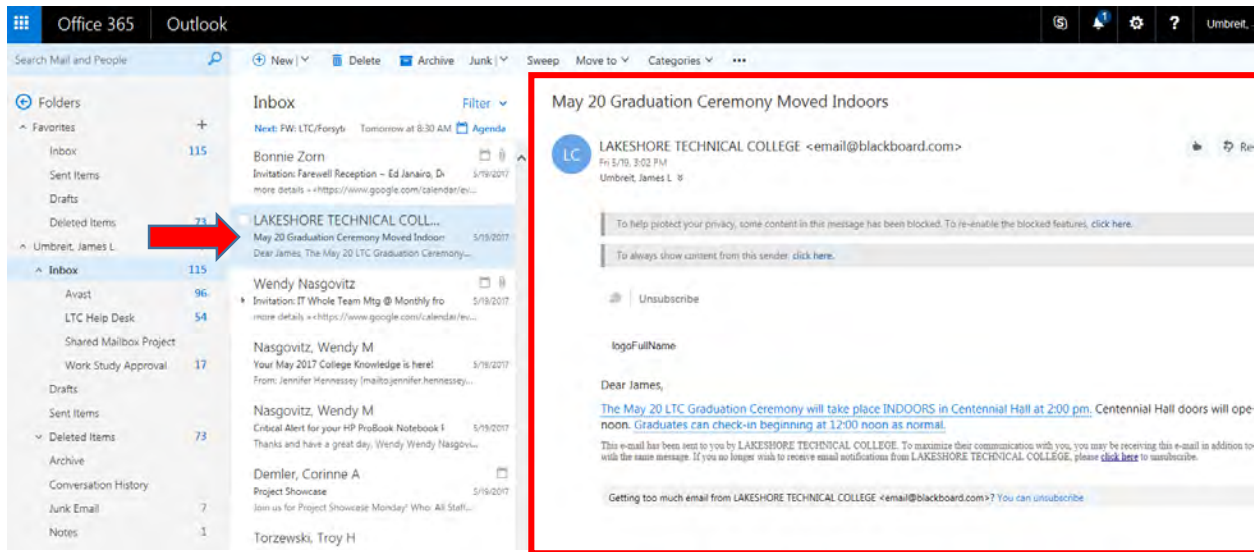 Office 365 Outlook
Umbreit,
Search Mail and People
New Delete Archive Junk Sweep Move to Categories •••
Folders
Favorites
Inbox 115
Sent Items
Drafts
Deleted Items 73
Umbreit, James L
Inbox 115
Avast 96
LTC Help Desk 54
Shared Mailbox Project
Work Study Approval 17
Drafts
Sent Items
Deleted Items 73
Archive
Conversation History
Junk Email 7
Notes 1
Inbox Filter
Next: FW: LTC/Forsyt Tomorrow at 8:30 AM Agenda
Bonnie Zorn
Invitation: Farewell Reception – Ed Janairo, D 5/19/2017
more details » <https://www.google.com/calendar/ev...
LAKESHORE TECHNICAL COLL...
May 20 Graduation Ceremony Moved Indoor 5/19/2017
Dear James, The May 20 LTC Graduation Ceremony...
Wendy Nasgovitz
Invitation: IT Whole Team Mtg @ Monthly fro 5/19/2017
more details » <https://www.google.com/calendar/ev...
Nasgovitz, Wendy M
Your May 2017 College Knowledge is here! 5/19/2017
From: Jennifer Hennessey [mailto:jennifer.hennessey...
Nasgovitz, Wendy M
Critical Alert for your HP ProBook Notebook 5/19/2017
Thanks and have a great day, Wendy Wendy Nasgovi...
Demler, Corinne A
Project Showcase 5/19/2017
Join us for Project Showcase Monday! Who: All Staff...
Torzewski, Troy H
May 20 Graduation Ceremony Moved Indoors
LC
LAKESHORE TECHNICAL COLLEGE <email@blackboard.com>
Re
Fri 5/19, 3:02 PM
Umbreit, James L
To help protect your privacy, some content in this message has been blocked. To re-enable the blocked features, click here.
To always show content from this sender, click here.
Unsubscribe
logoFullName
Dear James,
The May 20 LTC Graduation Ceremony will take place INDOORS in Centennial Hall at 2:00 pm. Centennial Hall doors will ope
noon. Graduates can check-in beginning at 12:00 noon as normal.
This e-mail has been sent to you by LAKESHORE TECHNICAL COLLEGE. To maximize their communication with you, you may be receiving this e-mail in addition to
with the same message. If you no longer wish to receive email notifications from LAKESHORE TECHNICAL COLLEGE, please click here to unsubscribe.
Getting too much email from LAKESHORE TECHNICAL COLLEGE <email@blackboard.com>? You can unsubscribe